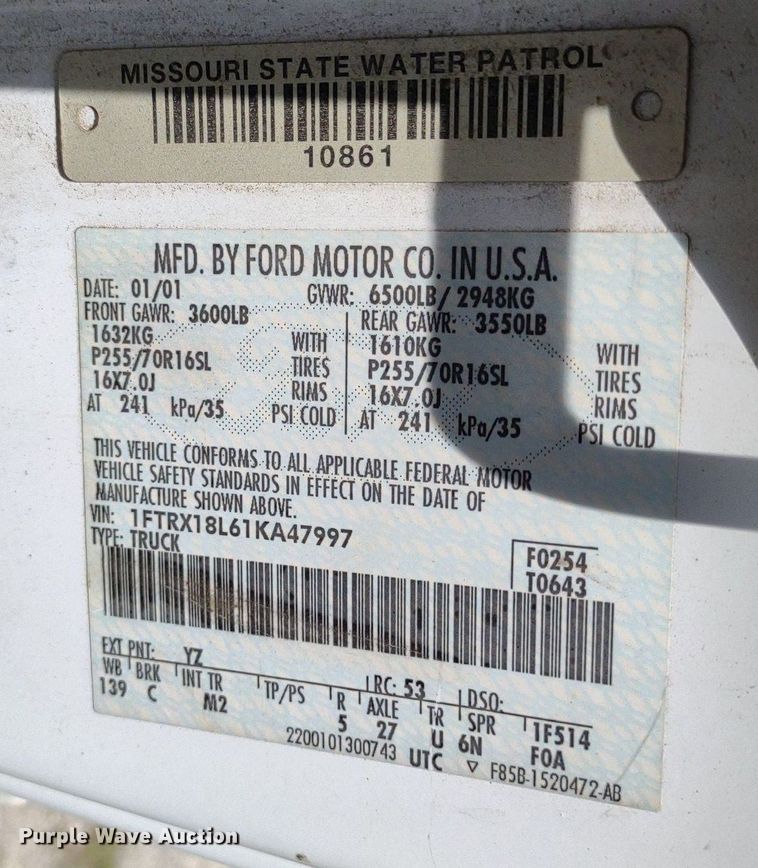 MISSOURI STATE WATER PATROL
10861
MFD. BY FORD MOTOR CO. IN U.S.A.
DATE: 01/01 GVWR: 6500LB/ 2948KG
FRONT GAWR: 3600LB REAR GAWR: 3550LB
1632KG WITH 1610KG WITH
P255/70R16SL TIRES P255/70R16SL TIRES
16X7.0J RIMS 16X7.0J RIMS
AT 241 kPa/35 PSI COLD AT 241 kPa/35 PSI COLD
THIS VEHICLE CONFORMS TO ALL APPLICABLE FEDERAL MOTOR
VEHICLE SAFETY STANDARDS IN EFFECT ON THE DATE OF
MANUFACTURE SHOWN ABOVE.
VIN: 1FTRX18L61KA47997
TYPE: TRUCK
F0254
T0643
EXT PNT: YZ RC: 53 DSO:
WB BRK INT TR TP/PS R AXLE TR SPR 1F514
139 C M2 5 27 U 6N F0A
2200101300743 UTC ▽ F85B-1520472-AB
Purple Wave Auction